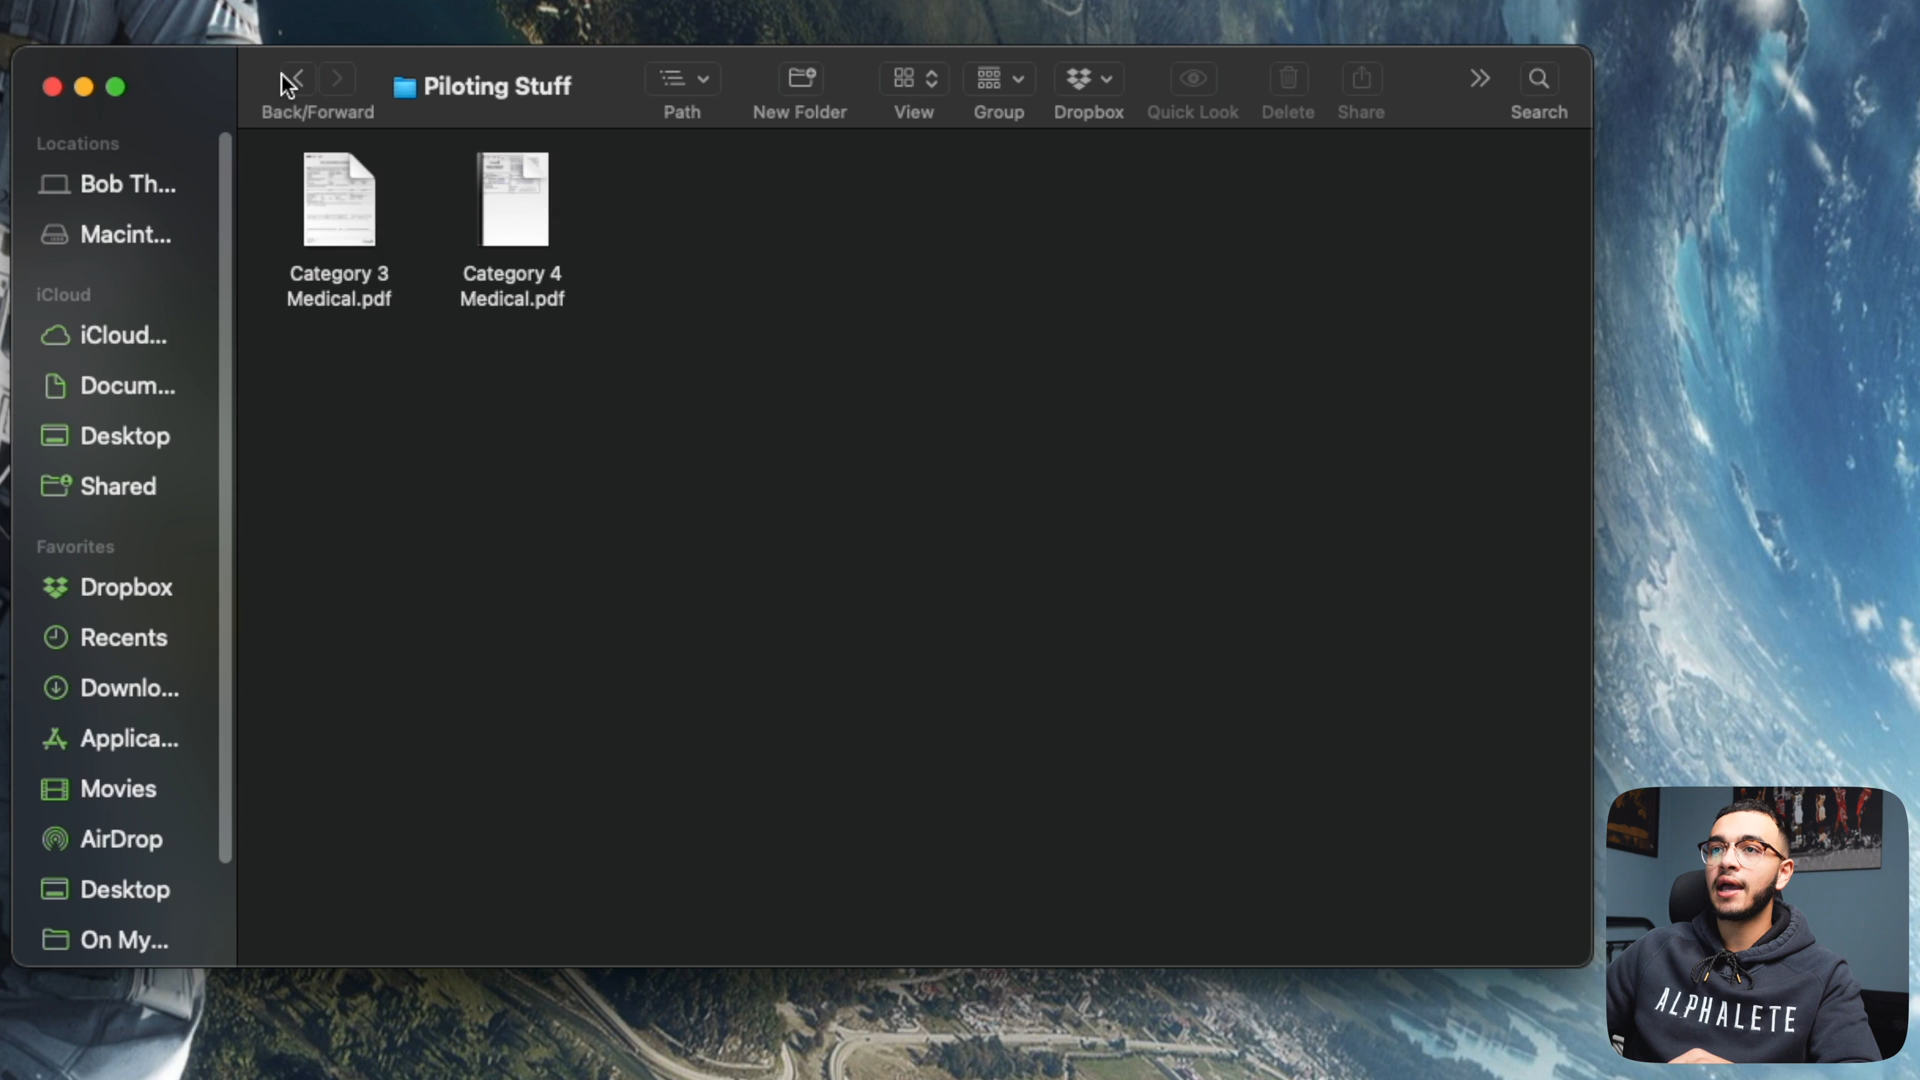 Piloting Stuff
Back/Forward
Path
New Folder
View
Group
Dropbox
Quick Look
Delete
Share
Search
Locations
Bob Th...
Macint...
iCloud
iCloud...
Docum...
Desktop
Shared
Favorites
Dropbox
Recents
Downlo...
Applica...
Movies
AirDrop
Desktop
On My...
Category 3
Medical.pdf
Category 4
Medical.pdf
ALPHALETE